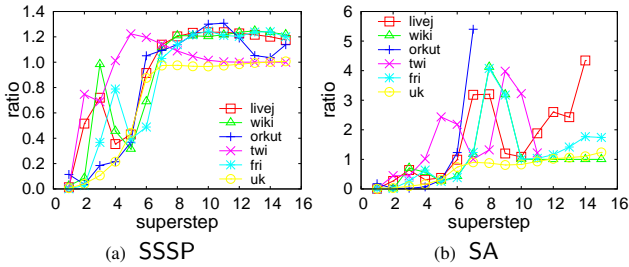 1.4
1.2
1.0
0.8
0.6
0.4
0.2
0.0
ratio
0 2 4 6 8 10 12 14 16
superstep
livej
wiki
orkut
twi
fri
uk
(a) SSSP
6
5
4
3
2
1
0
ratio
0 2 4 6 8 10 12 14 16
superstep
livej
wiki
orkut
twi
fri
uk
(b) SA